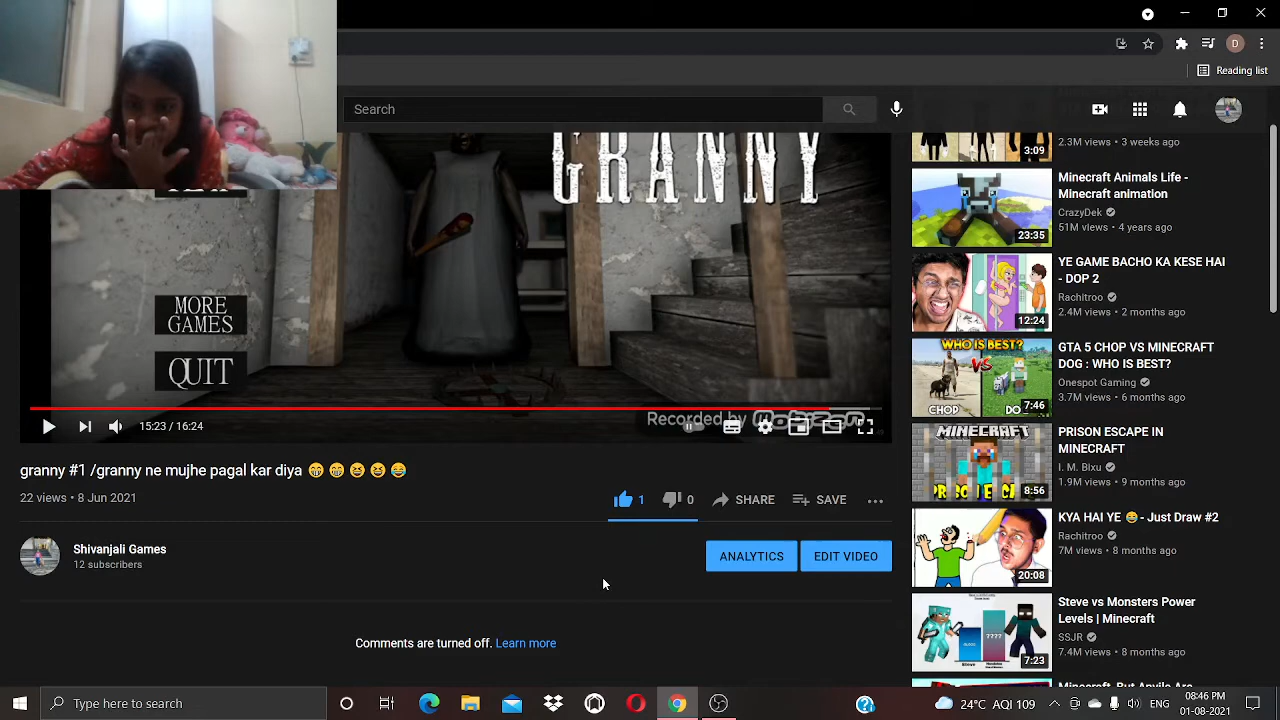 Reading list
Search
GRANNY
MORE
GAMES
QUIT
Recorded by
15:23 / 16:24
granny #1 /granny ne mujhe pagal kar diya 😁😁😆😆😂
22 views • 8 Jun 2021
1
0
SHARE
SAVE
Shivanjali Games
12 subscribers
ANALYTICS
EDIT VIDEO
Comments are turned off. Learn more
3:09
2.3M views • 3 weeks ago
23:35
Minecraft Animals Life -
Minecraft animation
CrazyDek
51M views • 4 years ago
12:24
YE GAME BACHO KA KESE HAI
- DOP 2
Rachitroo
2.4M views • 2 months ago
WHO IS BEST?
VS
CHOP
DO
7:46
GTA 5 CHOP VS MINECRAFT
DOG : WHO IS BEST?
Onespot Gaming
3.7M views • 6 months ago
MINECRAFT
8:56
PRISON ESCAPE IN
MINECRAFT
I. M. Bixu
1.9M views • 9 months ago
20:08
KYA HAI YE 😂 - Just Draw #2
Rachitroo
7M views • 8 months ago
????
Steve
7:23
Steve vs Monsters Power
Levels | Minecraft
SSJR
7.4M views • 8 months ago
Type here to search
24°C AQI 109
08:46 PM
01-08-2021